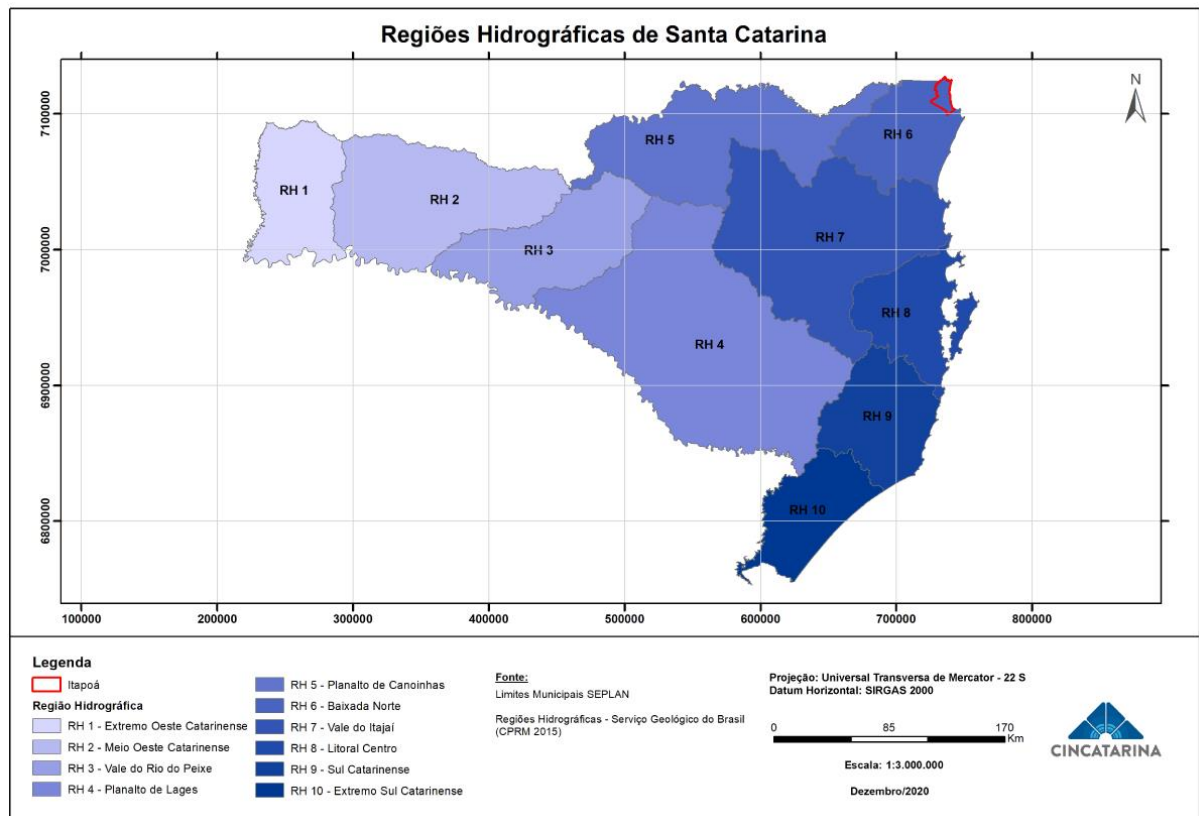 Regiões Hidrográficas de Santa Catarina
N
7100000
7000000
6900000
6800000
RH 1
RH 2
RH 3
RH 4
RH 5
RH 6
RH 7
RH 8
RH 9
RH 10
100000
200000
300000
400000
500000
600000
700000
800000
Legenda
Itapoá
Região Hidrográfica
RH 1 - Extremo Oeste Catarinense
RH 2 - Meio Oeste Catarinense
RH 3 - Vale do Rio do Peixe
RH 4 - Planalto de Lages
RH 5 - Planalto de Canoinhas
RH 6 - Baixada Norte
RH 7 - Vale do Itajaí
RH 8 - Litoral Centro
RH 9 - Sul Catarinense
RH 10 - Extremo Sul Catarinense
Fonte:
Limites Municipais SEPLAN
Regiões Hidrográficas - Serviço Geológico do Brasil
(CPRM 2015)
Projeção: Universal Transversa de Mercator - 22 S
Datum Horizontal: SIRGAS 2000
0 85 170
Km
Escala: 1:3.000.000
Dezembro/2020
CINCATARINA